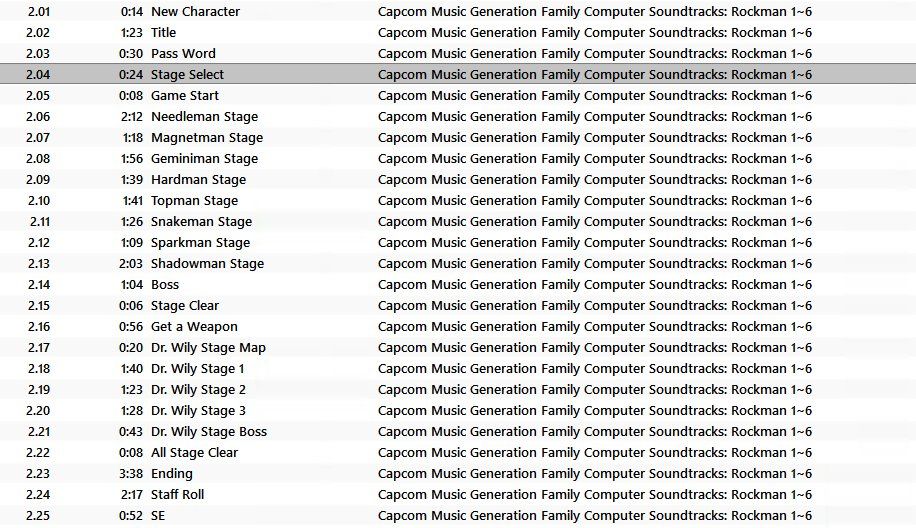 2.01 0:14 New Character Capcom Music Generation Family Computer Soundtracks: Rockman 1~6
2.02 1:23 Title Capcom Music Generation Family Computer Soundtracks: Rockman 1~6
2.03 0:30 Pass Word Capcom Music Generation Family Computer Soundtracks: Rockman 1~6
2.04 0:24 Stage Select Capcom Music Generation Family Computer Soundtracks: Rockman 1~6
2.05 0:08 Game Start Capcom Music Generation Family Computer Soundtracks: Rockman 1~6
2.06 2:12 Needleman Stage Capcom Music Generation Family Computer Soundtracks: Rockman 1~6
2.07 1:18 Magnetman Stage Capcom Music Generation Family Computer Soundtracks: Rockman 1~6
2.08 1:56 Geminiman Stage Capcom Music Generation Family Computer Soundtracks: Rockman 1~6
2.09 1:39 Hardman Stage Capcom Music Generation Family Computer Soundtracks: Rockman 1~6
2.10 1:41 Topman Stage Capcom Music Generation Family Computer Soundtracks: Rockman 1~6
2.11 1:26 Snakeman Stage Capcom Music Generation Family Computer Soundtracks: Rockman 1~6
2.12 1:09 Sparkman Stage Capcom Music Generation Family Computer Soundtracks: Rockman 1~6
2.13 2:03 Shadowman Stage Capcom Music Generation Family Computer Soundtracks: Rockman 1~6
2.14 1:04 Boss Capcom Music Generation Family Computer Soundtracks: Rockman 1~6
2.15 0:06 Stage Clear Capcom Music Generation Family Computer Soundtracks: Rockman 1~6
2.16 0:56 Get a Weapon Capcom Music Generation Family Computer Soundtracks: Rockman 1~6
2.17 0:20 Dr. Wily Stage Map Capcom Music Generation Family Computer Soundtracks: Rockman 1~6
2.18 1:40 Dr. Wily Stage 1 Capcom Music Generation Family Computer Soundtracks: Rockman 1~6
2.19 1:23 Dr. Wily Stage 2 Capcom Music Generation Family Computer Soundtracks: Rockman 1~6
2.20 1:28 Dr. Wily Stage 3 Capcom Music Generation Family Computer Soundtracks: Rockman 1~6
2.21 0:43 Dr. Wily Stage Boss Capcom Music Generation Family Computer Soundtracks: Rockman 1~6
2.22 0:08 All Stage Clear Capcom Music Generation Family Computer Soundtracks: Rockman 1~6
2.23 3:38 Ending Capcom Music Generation Family Computer Soundtracks: Rockman 1~6
2.24 2:17 Staff Roll Capcom Music Generation Family Computer Soundtracks: Rockman 1~6
2.25 0:52 SE Capcom Music Generation Family Computer Soundtracks: Rockman 1~6